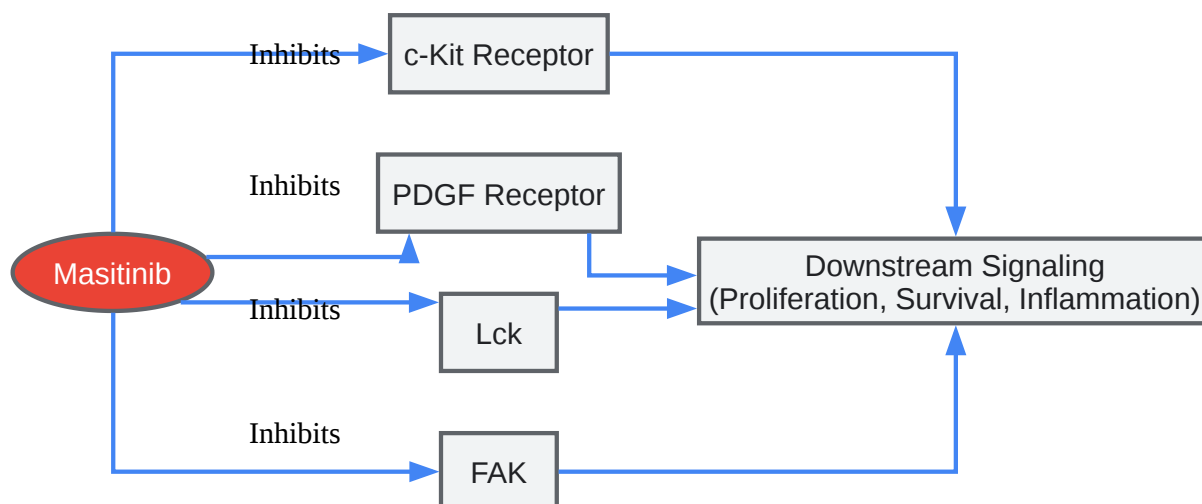 Inhibits
c-Kit Receptor
Inhibits
PDGF Receptor
Masitinib
Downstream Signaling
(Proliferation, Survival, Inflammation)
Inhibits
Lck
Inhibits
FAK